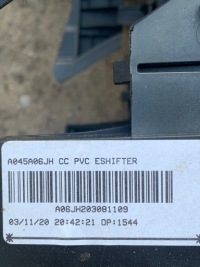 A045A06JH CC PVC ESHIFTER
A06JH203081109
03/11/20 20:42:21 OP:1544